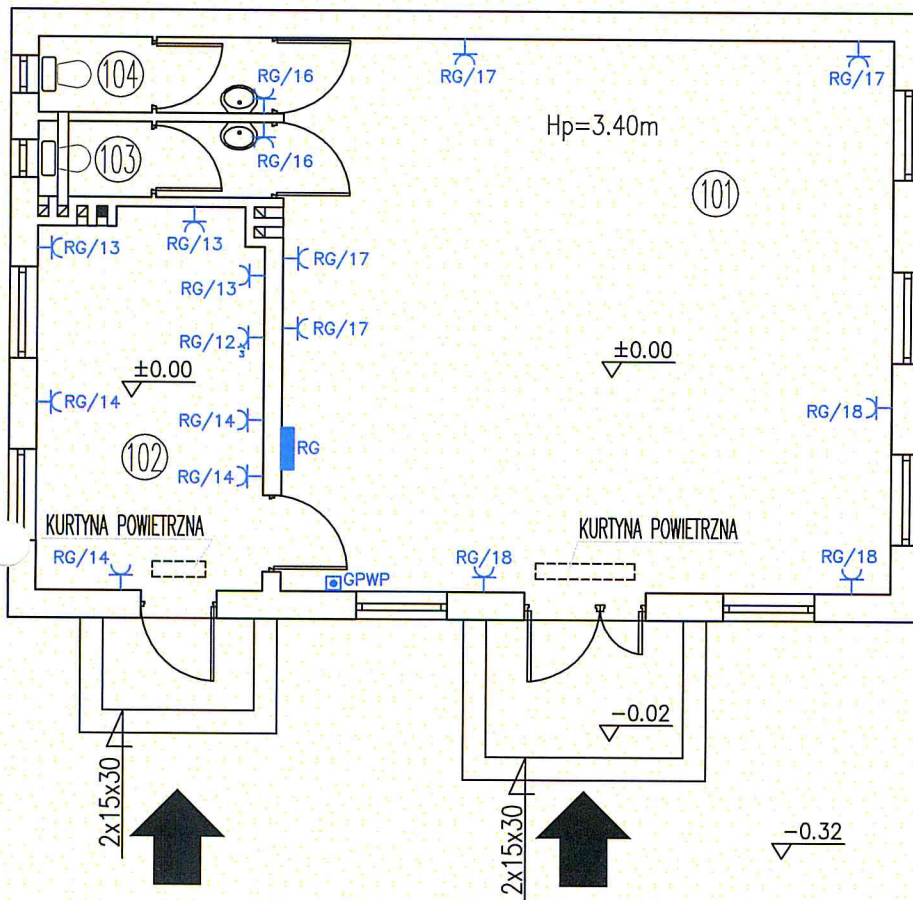 104
RG/16
RG/17
RG/17
Hp=3.40m
103
RG/16
101
RG/13
RG/13
RG/17
RG/13
RG/17
RG/12
3
±0.00
±0.00
RG/14
RG/14
RG/18
RG
102
RG/14
KURTYNA POWIETRZNA
KURTYNA POWIETRZNA
RG/14
RG/18
RG/18
GPWP
-0.02
2x15x30
2x15x30
-0.32